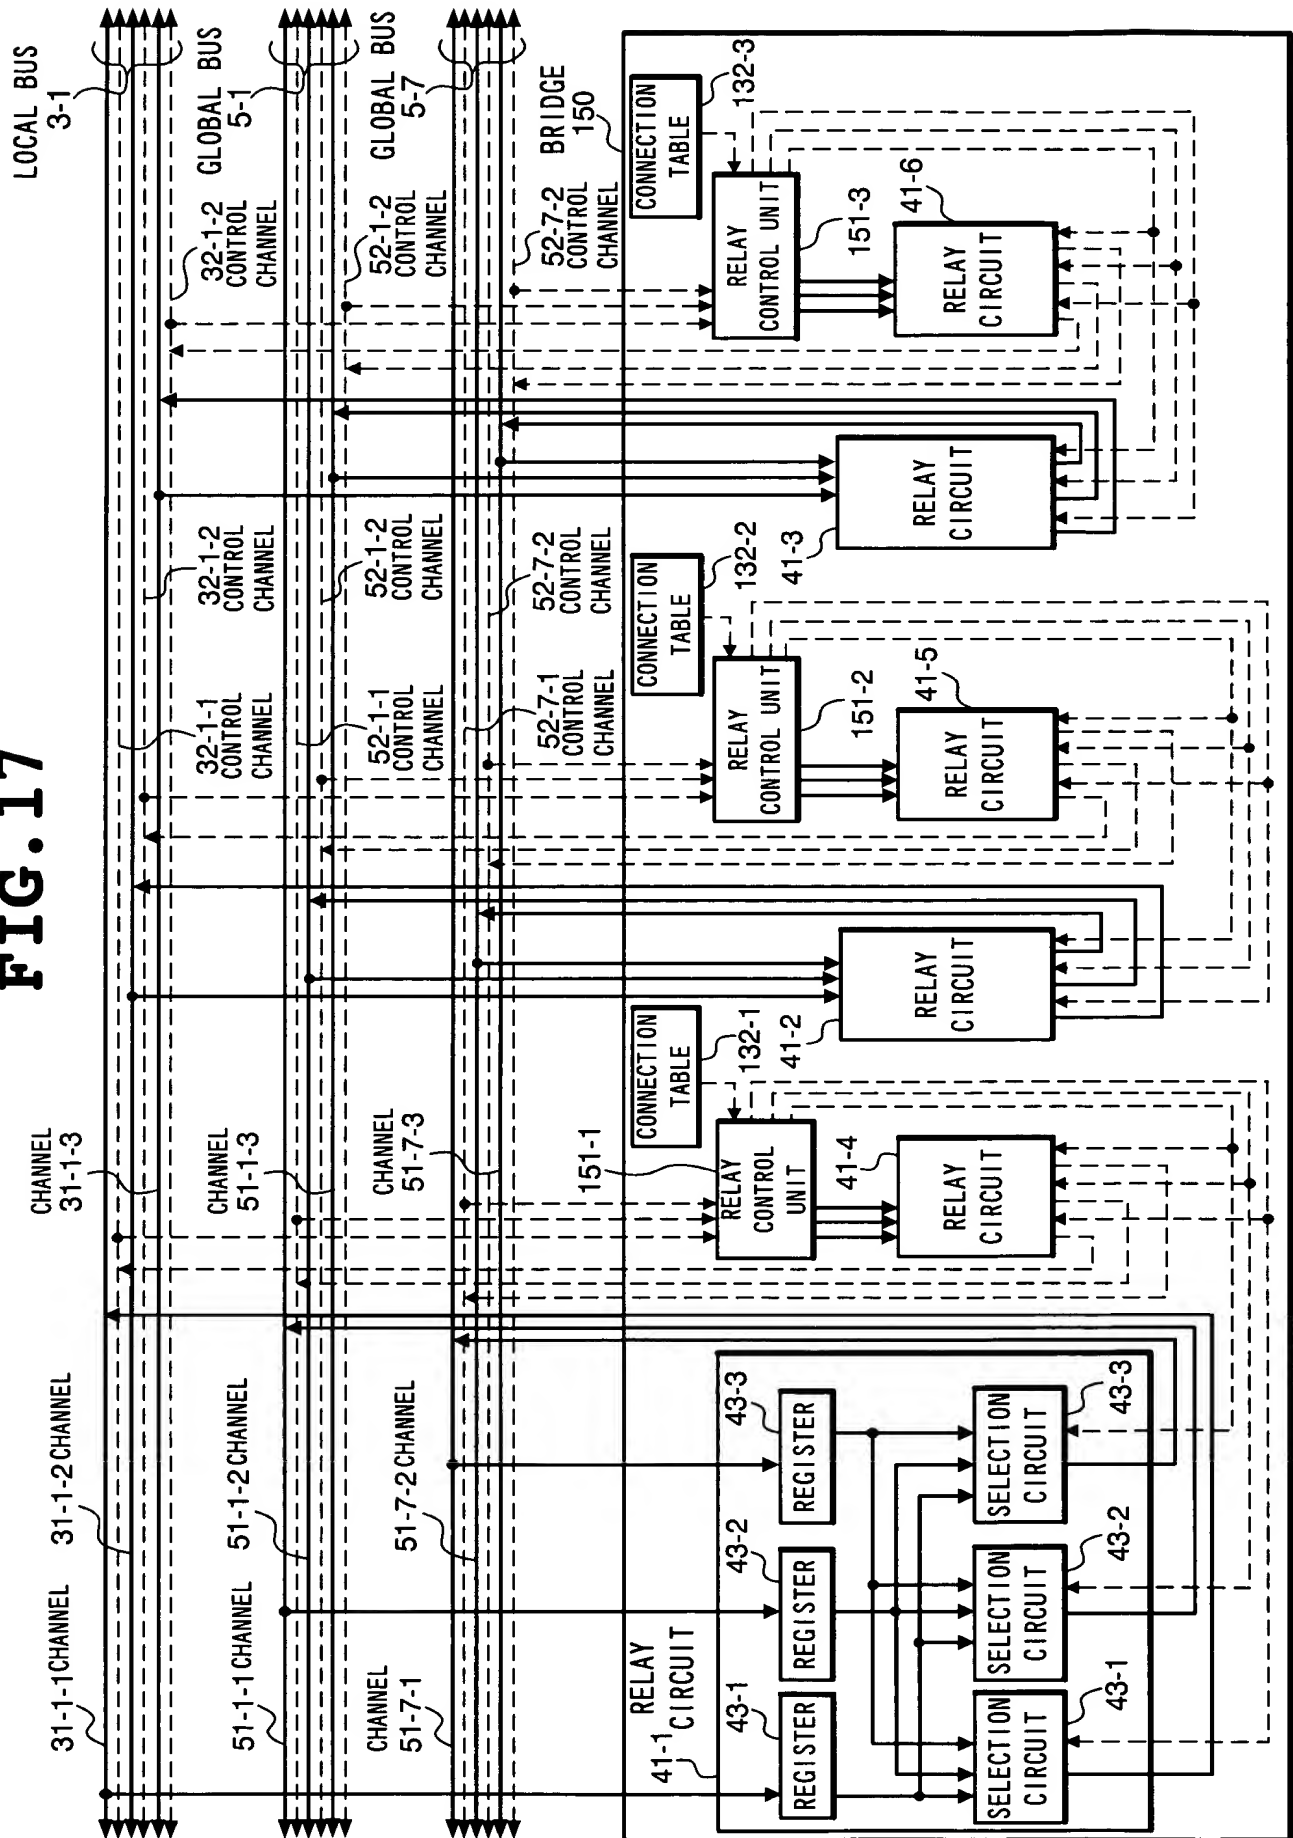 FIG.17
LOCAL BUS
3-1
GLOBAL BUS
5-1
GLOBAL BUS
5-7
31-1-1 CHANNEL
31-1-2 CHANNEL
CHANNEL
31-1-3
32-1-1
CONTROL
CHANNEL
32-1-2
CONTROL
CHANNEL
32-1-2
CONTROL
CHANNEL
51-1-1 CHANNEL
51-1-2 CHANNEL
CHANNEL
51-1-3
52-1-1
CONTROL
CHANNEL
52-1-2
CONTROL
CHANNEL
52-1-2
CONTROL
CHANNEL
CHANNEL
51-7-1
51-7-2 CHANNEL
CHANNEL
51-7-3
52-7-1
CONTROL
CHANNEL
52-7-2
CONTROL
CHANNEL
52-7-2
CONTROL
CHANNEL
BRIDGE
150
RELAY
CIRCUIT
41-1
43-1
REGISTER
43-2
REGISTER
43-3
REGISTER
SELECTION
CIRCUIT
43-1
SELECTION
CIRCUIT
43-2
SELECTION
CIRCUIT
43-3
CONNECTION
TABLE
132-1
151-1
RELAY
CONTROL
UNIT
41-4
RELAY
CIRCUIT
41-2
RELAY
CIRCUIT
CONNECTION
TABLE
132-2
RELAY
CONTROL UNIT
151-2
41-5
RELAY
CIRCUIT
41-3
RELAY
CIRCUIT
CONNECTION
TABLE
132-3
RELAY
CONTROL UNIT
151-3
41-6
RELAY
CIRCUIT